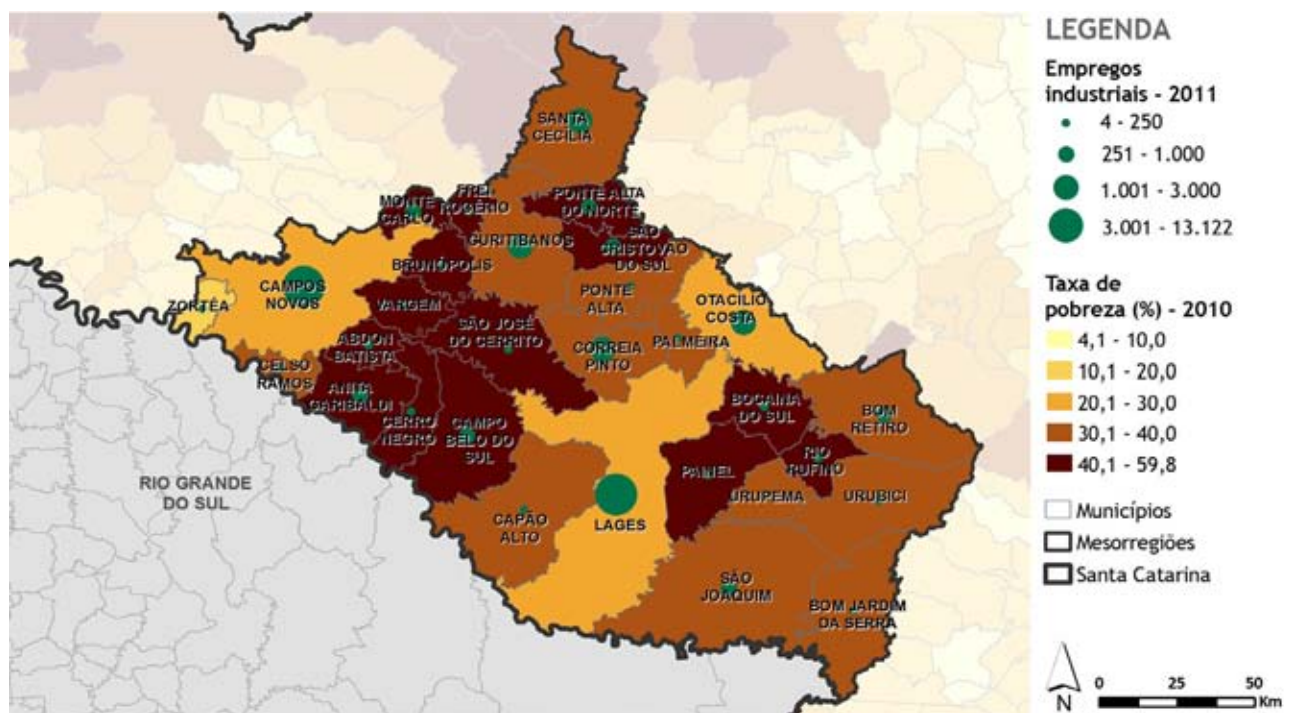 SANTA
CECÍLIA
MONTE
CARLO
FREI
ROGÉRIO
PONTE ALTA
DO NORTE
CURITIBANOS
SÃO
CRISTOVÃO
DO SUL
BRUNÓPOLIS
CAMPOS
NOVOS
ZORTÉA
VARGEM
PONTE
ALTA
OTACÍLIO
COSTA
SÃO JOSÉ
DO CERRITO
ABDON
BATISTA
CORREIA
PINTO
PALMEIRA
CELSO
RAMOS
ANITA
GARIBALDI
CERRO
NEGRO
CAMPO
BELO DO
SUL
BOCAINA
DO SUL
BOM
RETIRO
RIO
RUFINO
PAINEL
URUPEMA
URUBICI
RIO GRANDE
DO SUL
CAPÃO
ALTO
LAGES
SÃO
JOAQUIM
BOM JARDIM
DA SERRA
LEGENDA
Empregos
industriais - 2011
4 - 250
251 - 1.000
1.001 - 3.000
3.001 - 13.122
Taxa de
pobreza (%) - 2010
4,1 - 10,0
10,1 - 20,0
20,1 - 30,0
30,1 - 40,0
40,1 - 59,8
Municípios
Mesorregiões
Santa Catarina
N
0 25 50
Km